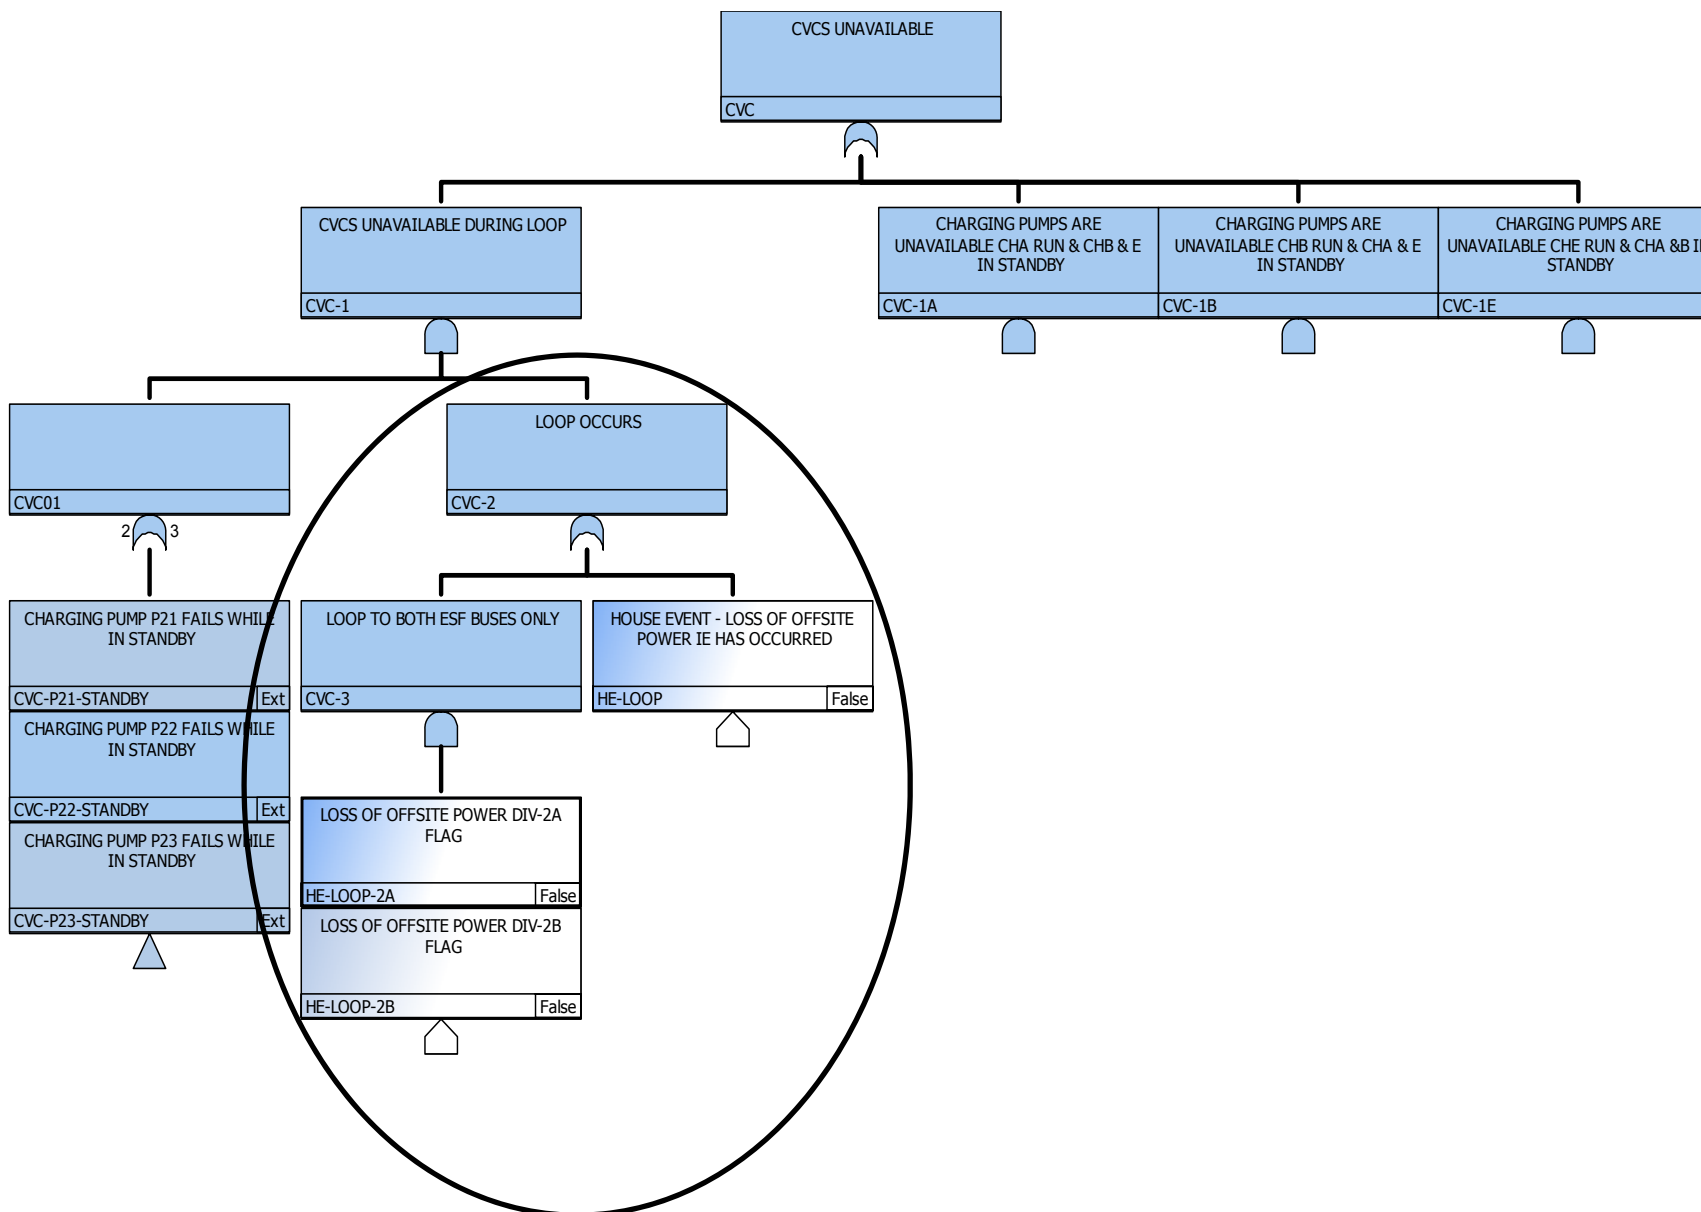 CVCS UNAVAILABLE
CVC
CVCS UNAVAILABLE DURING LOOP
CVC-1
CHARGING PUMPS ARE
UNAVAILABLE CHA RUN & CHB & E
IN STANDBY
CVC-1A
CHARGING PUMPS ARE
UNAVAILABLE CHB RUN & CHA & E
IN STANDBY
CVC-1B
CHARGING PUMPS ARE
UNAVAILABLE CHE RUN & CHA &B I
STANDBY
CVC-1E
CVC01
2 3
LOOP OCCURS
CVC-2
CHARGING PUMP P21 FAILS WHILE
IN STANDBY
CVC-P21-STANDBY Ext
CHARGING PUMP P22 FAILS WHILE
IN STANDBY
CVC-P22-STANDBY Ext
CHARGING PUMP P23 FAILS WHILE
IN STANDBY
CVC-P23-STANDBY Ext
LOOP TO BOTH ESF BUSES ONLY
CVC-3
HOUSE EVENT - LOSS OF OFFSITE
POWER IE HAS OCCURRED
HE-LOOP False
LOSS OF OFFSITE POWER DIV-2A
FLAG
HE-LOOP-2A False
LOSS OF OFFSITE POWER DIV-2B
FLAG
HE-LOOP-2B False